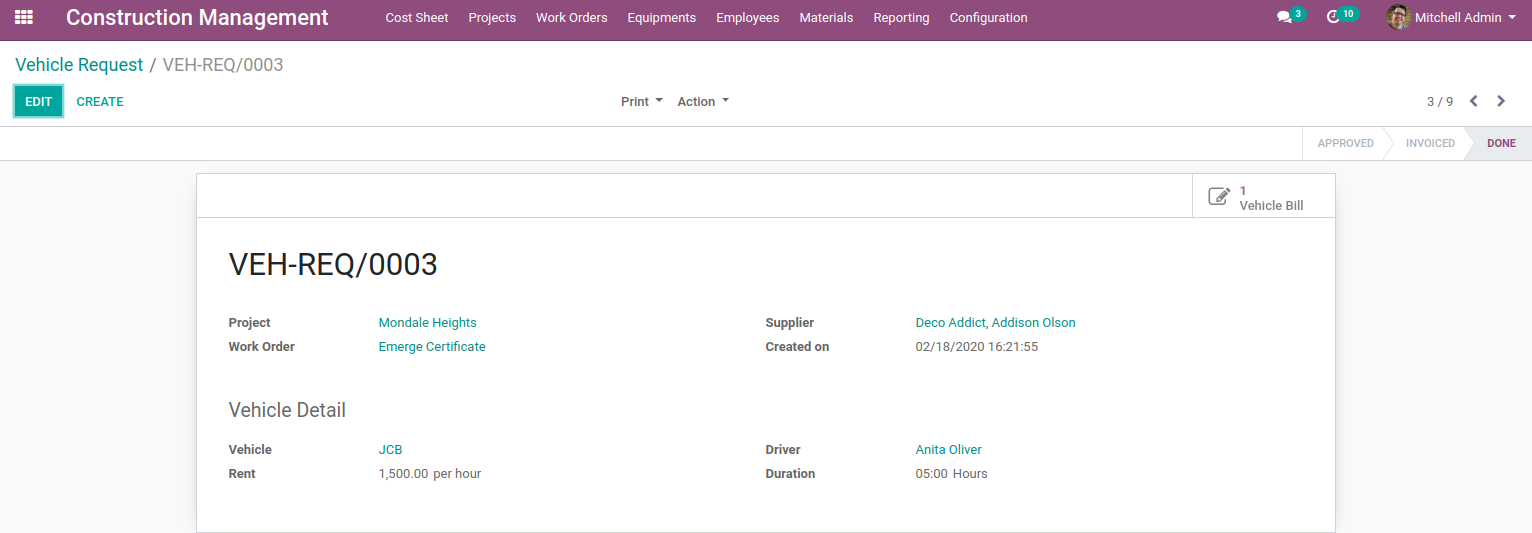 Construction Management Cost Sheet Projects Work Orders Equipments Employees Materials Reporting Configuration 3 10 Mitchell Admin
Vehicle Request / VEH-REQ/0003
EDIT CREATE Print Action 3 / 9
APPROVED INVOICED DONE
1
Vehicle Bill
VEH-REQ/0003
Project Mondale Heights Supplier Deco Addict, Addison Olson
Work Order Emerge Certificate Created on 02/18/2020 16:21:55
Vehicle Detail
Vehicle JCB Driver Anita Oliver
Rent 1,500.00 per hour Duration 05:00 Hours